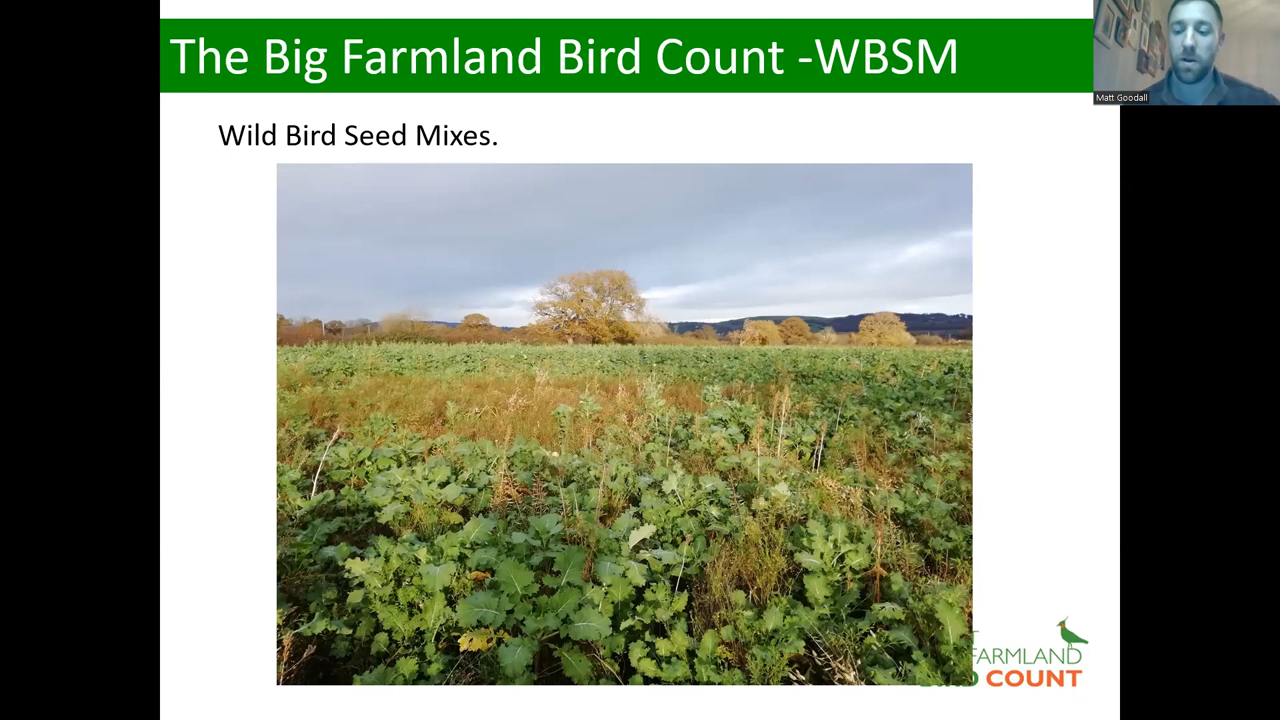 The Big Farmland Bird Count -WBSM
Matt Goodall
Wild Bird Seed Mixes.
FARMLAND
COUNT